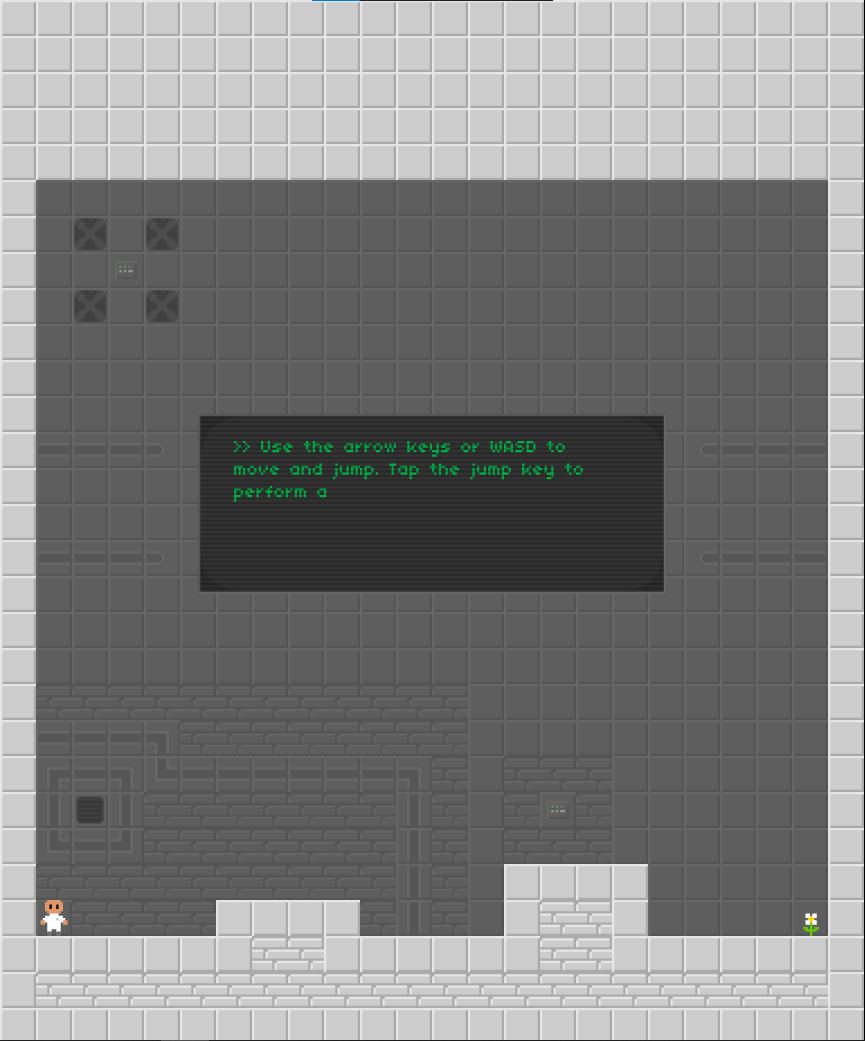 >> Use the arrow keys or WASD to
move and jump. Tap the jump key to
perform a